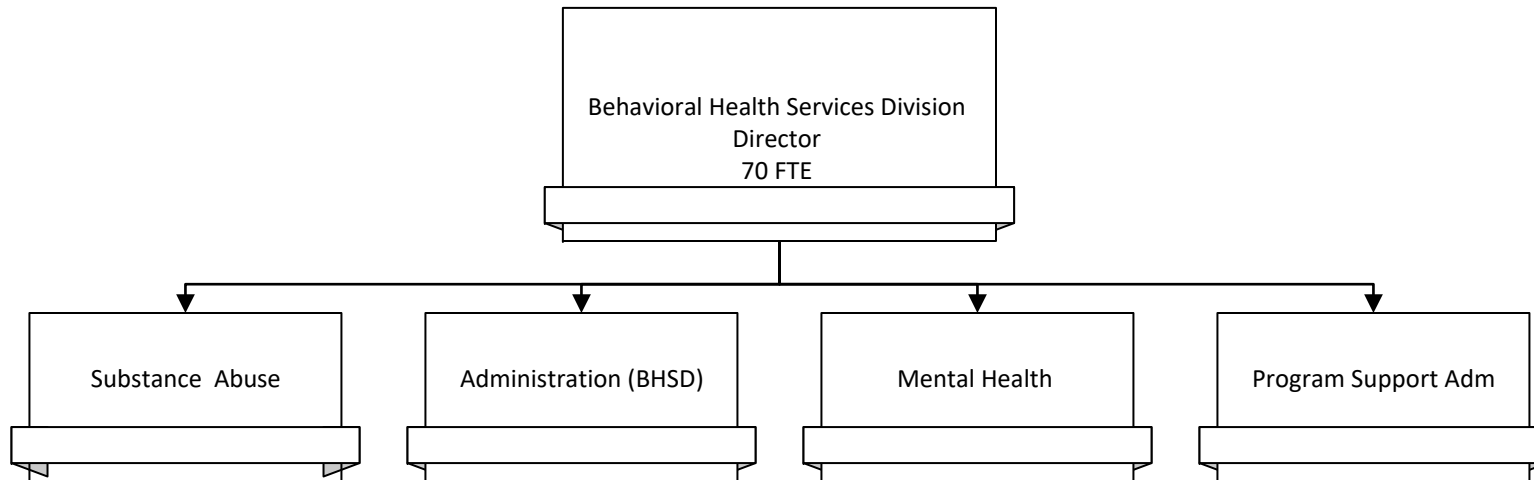 Behavioral Health Services Division
Director
70 FTE
Substance  Abuse
Administration (BHSD)
Mental Health
Program Support Adm